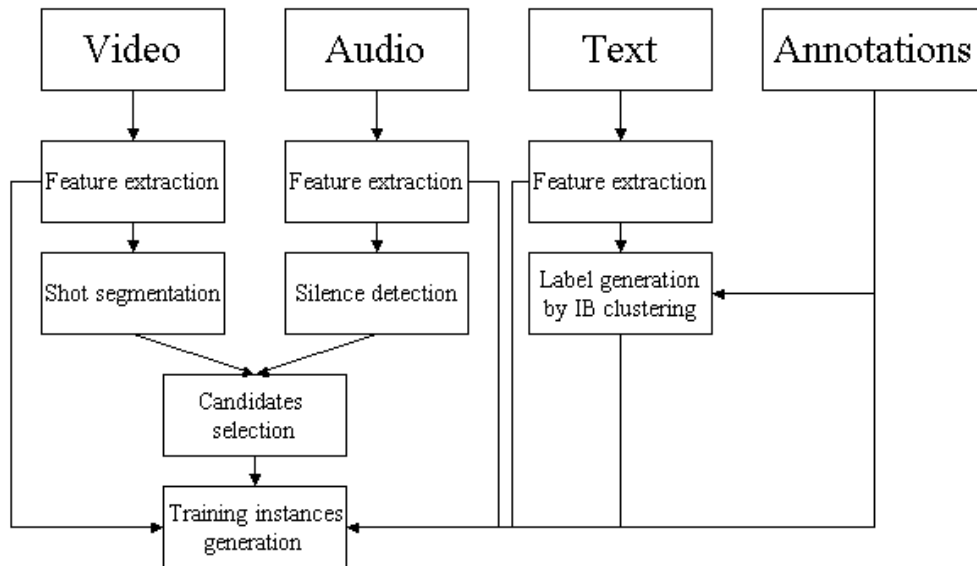 Video
Audio
Text
Annotations
Feature extraction
Feature extraction
Feature extraction
Shot segmentation
Silence detection
Label generation
by IB clustering
Candidates
selection
Training instances
generation